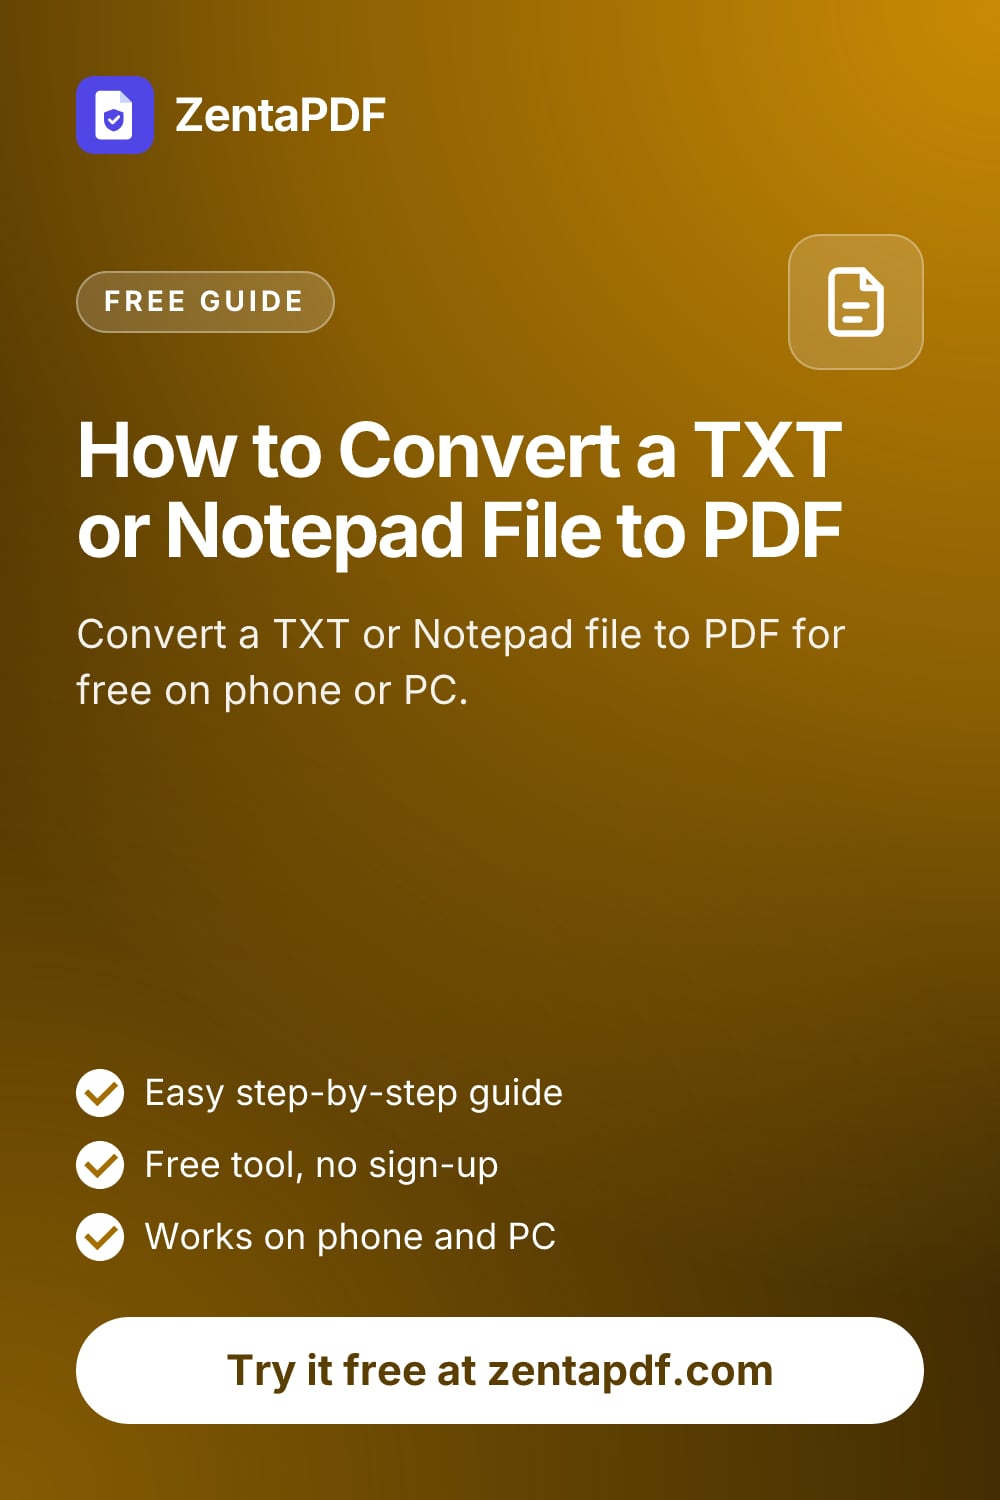 ZentaPDF
FREE GUIDE
How to Convert a TXT
or Notepad File to PDF
Convert a TXT or Notepad file to PDF for
free on phone or PC.
Easy step-by-step guide
Free tool, no sign-up
Works on phone and PC
Try it free at zentapdf.com